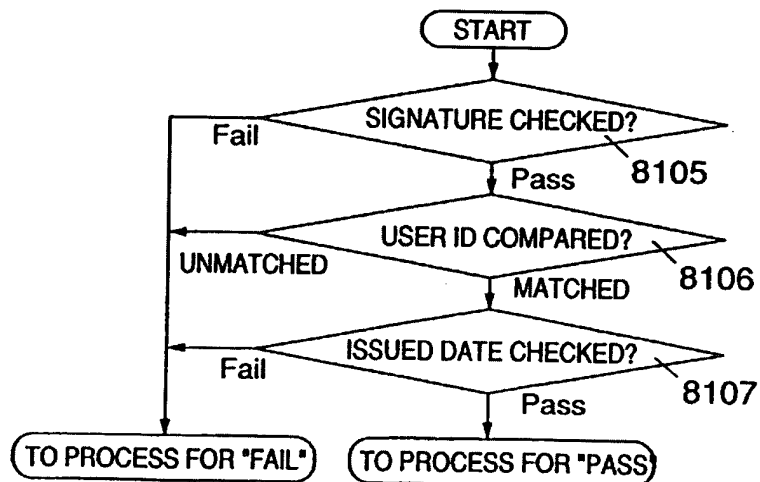 START
SIGNATURE CHECKED?
Fail
8105
Pass
USER ID COMPARED?
UNMATCHED
8106
MATCHED
ISSUED DATE CHECKED?
Fail
8107
Pass
TO PROCESS FOR "FAIL"
TO PROCESS FOR "PASS"